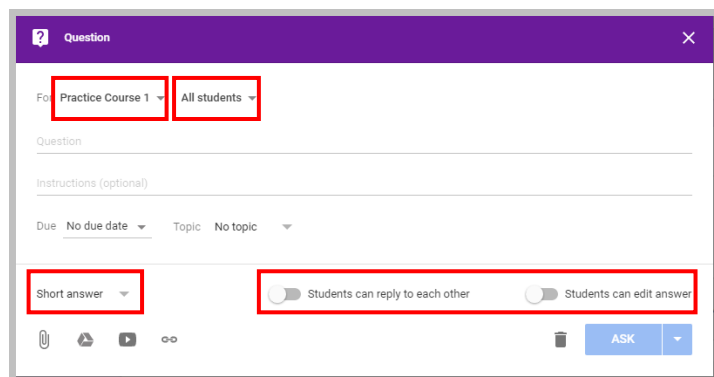 Question
For Practice Course 1 All students
Question
Instructions (optional)
Due No due date Topic No topic
Short answer Students can reply to each other Students can edit answer
ASK